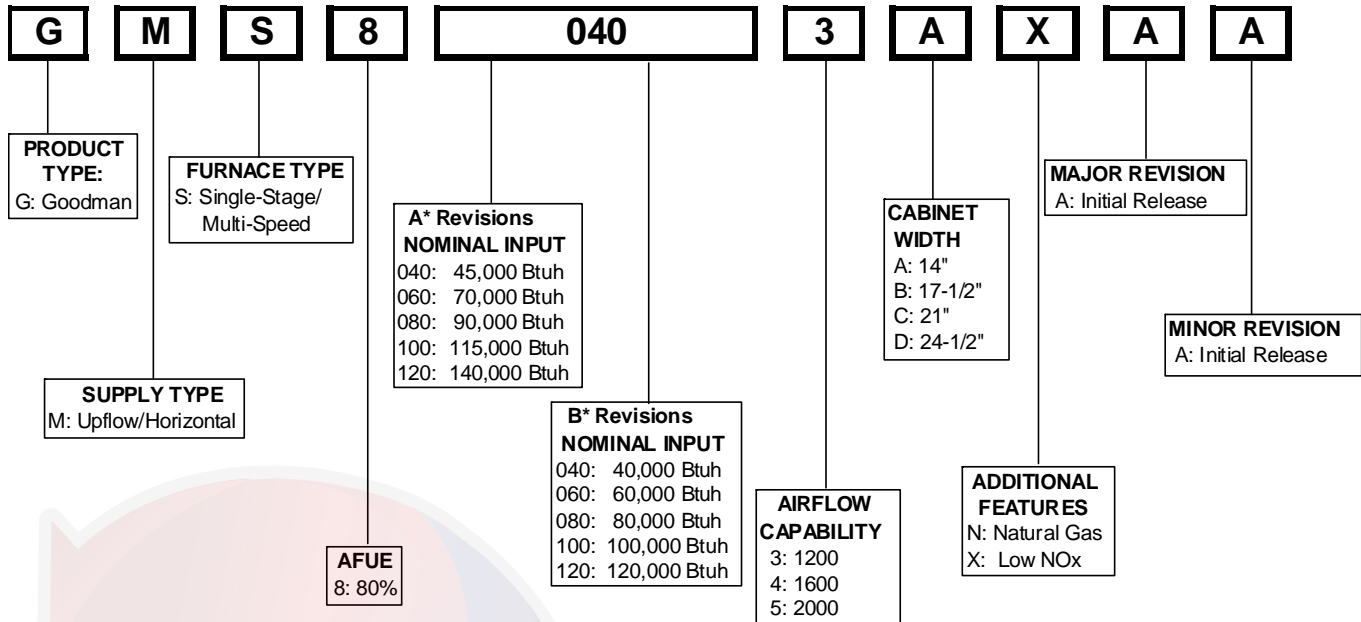 G M S 8 040 3 A X A A
PRODUCT
TYPE:
G: Goodman
SUPPLY TYPE
M: Upflow/Horizontal
FURNACE TYPE
S: Single-Stage/
Multi-Speed
AFUE
8: 80%
A* Revisions
NOMINAL INPUT
040: 45,000 Btuh
060: 70,000 Btuh
080: 90,000 Btuh
100: 115,000 Btuh
120: 140,000 Btuh
B* Revisions
NOMINAL INPUT
040: 40,000 Btuh
060: 60,000 Btuh
080: 80,000 Btuh
100: 100,000 Btuh
120: 120,000 Btuh
AIRFLOW
CAPABILITY
3: 1200
4: 1600
5: 2000
CABINET
WIDTH
A: 14"
B: 17-1/2"
C: 21"
D: 24-1/2"
ADDITIONAL
FEATURES
N: Natural Gas
X: Low NOx
MAJOR REVISION
A: Initial Release
MINOR REVISION
A: Initial Release